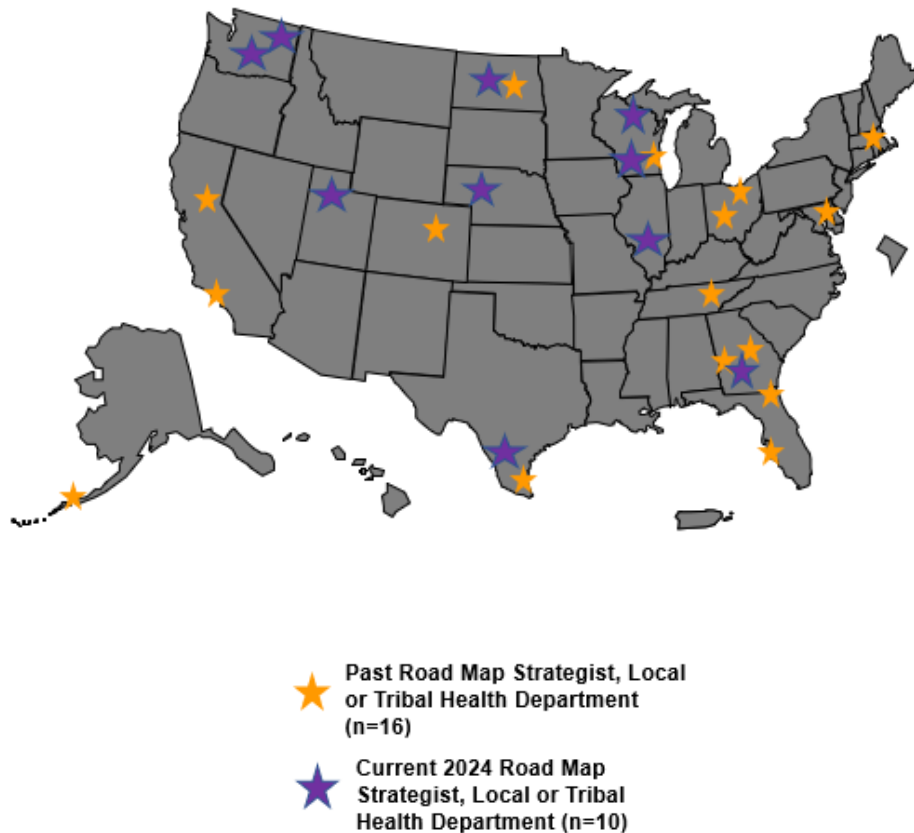 Past Road Map Strategist, Local
or Tribal Health Department
(n=16)
Current 2024 Road Map
Strategist, Local or Tribal
Health Department (n=10)